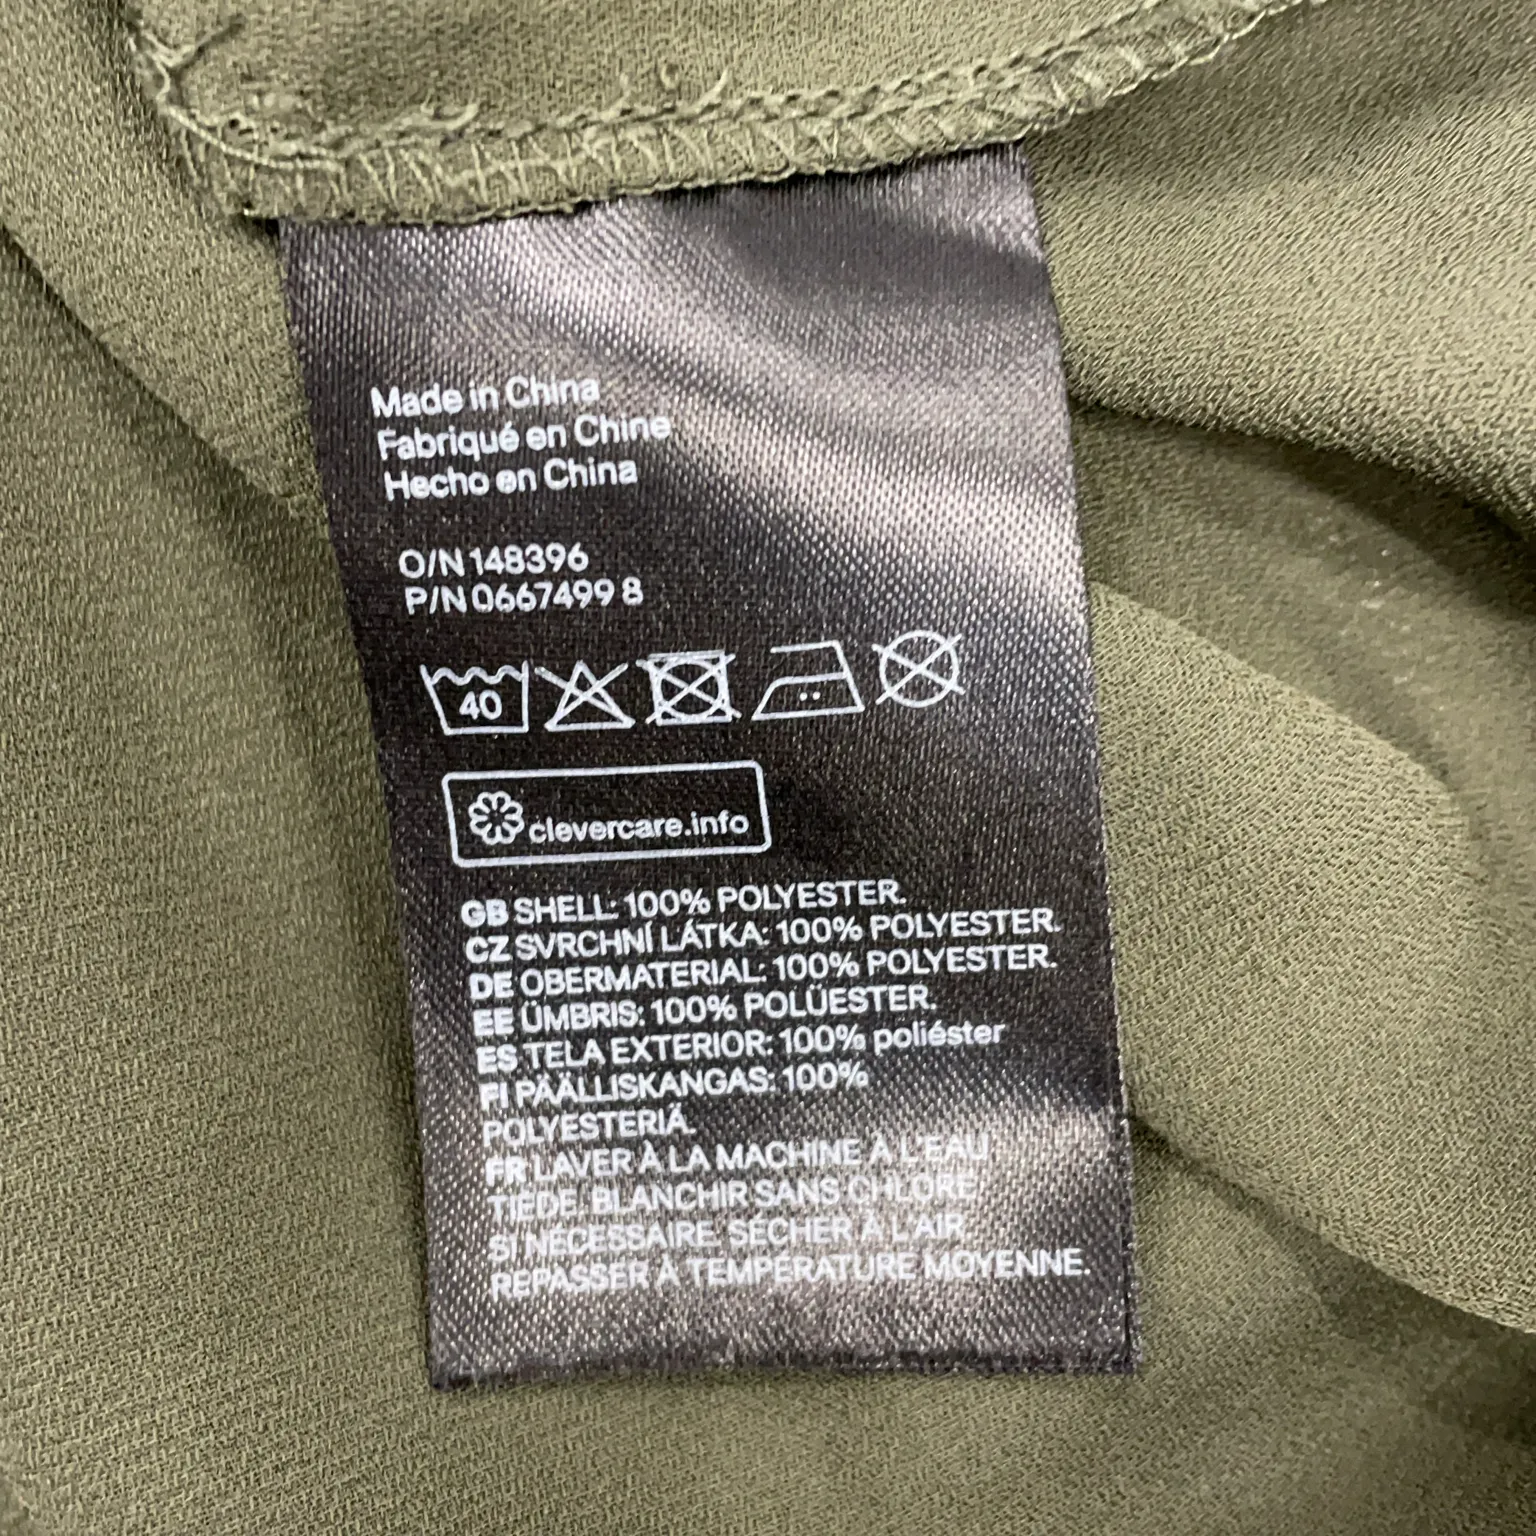 Made in China
Fabriqué en Chine
Hecho en China
O/N 148396
P/N 0667499 8
40
clevercare.info
GB SHELL: 100% POLYESTER.
CZ SVRCHNÍ LÁTKA: 100% POLYESTER.
DE OBERMATERIAL: 100% POLYESTER.
EE ÜMBRIS: 100% POLÜESTER.
ES TELA EXTERIOR: 100% poliéster
FI PÄÄLLISKANGAS: 100%
POLYESTERIÄ.
FR LAVER À LA MACHINE À L'EAU
TIÈDE. BLANCHIR SANS CHLORE
SI NÉCESSAIRE. SÉCHER À L'AIR.
REPASSER À TEMPÉRATURE MOYENNE.